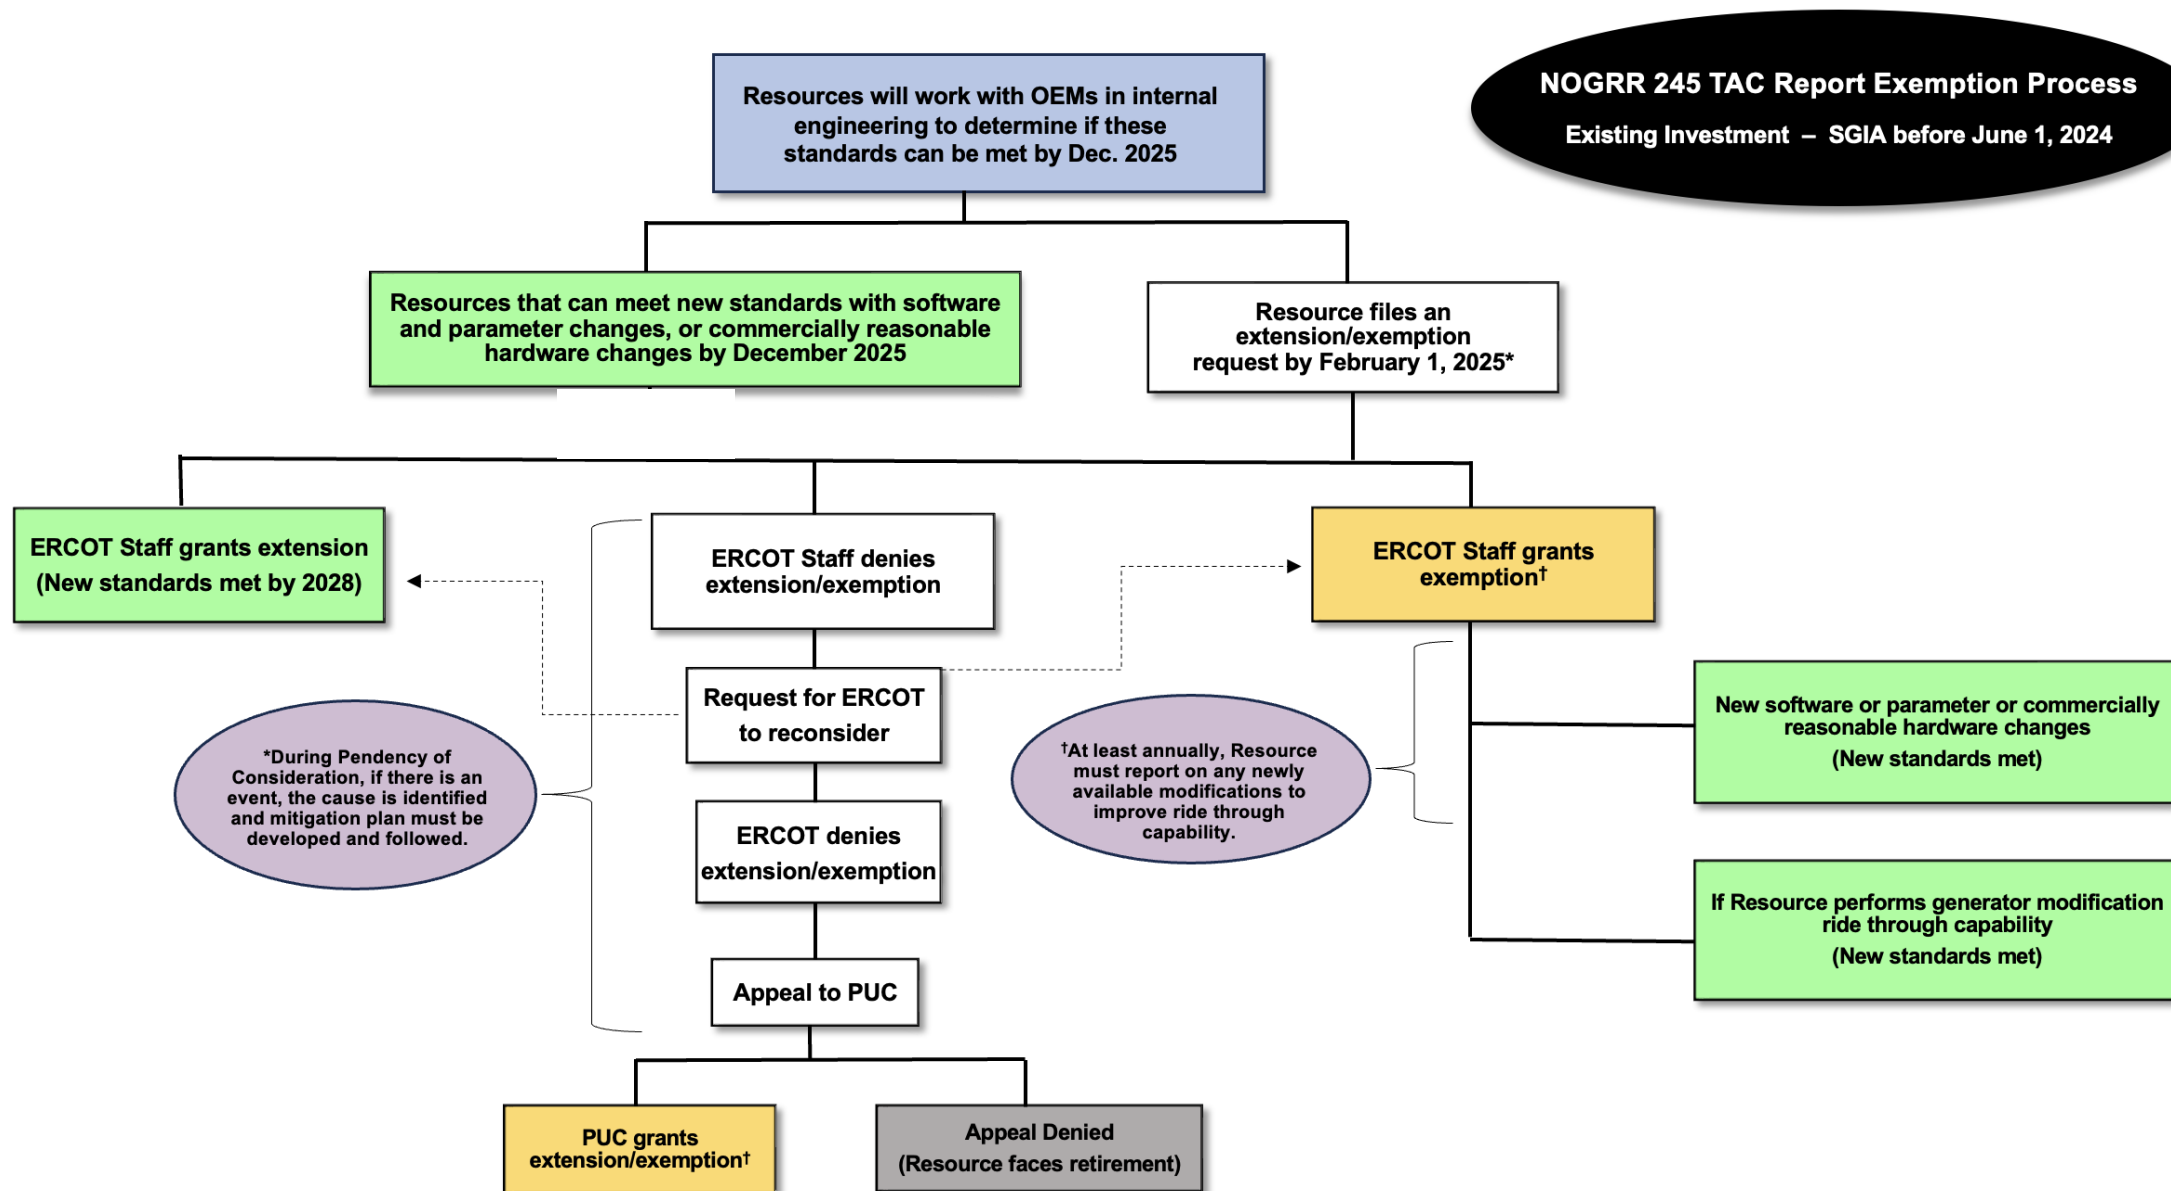 NOGRR 245 TAC Report Exemption Process
Existing Investment – SGIA before June 1, 2024
Resources will work with OEMs in internal
engineering to determine if these
standards can be met by Dec. 2025
Resources that can meet new standards with software
and parameter changes, or commercially reasonable
hardware changes by December 2025
Resource files an
extension/exemption
request by February 1, 2025*
ERCOT Staff grants extension
(New standards met by 2028)
ERCOT Staff denies
extension/exemption
ERCOT Staff grants
exemption†
Request for ERCOT
to reconsider
*During Pendency of
Consideration, if there is an
event, the cause is identified
and mitigation plan must be
developed and followed.
†At least annually, Resource
must report on any newly
available modifications to
improve ride through
capability.
New software or parameter or commercially
reasonable hardware changes
(New standards met)
ERCOT denies
extension/exemption
If Resource performs generator modification
ride through capability
(New standards met)
Appeal to PUC
PUC grants
extension/exemption†
Appeal Denied
(Resource faces retirement)